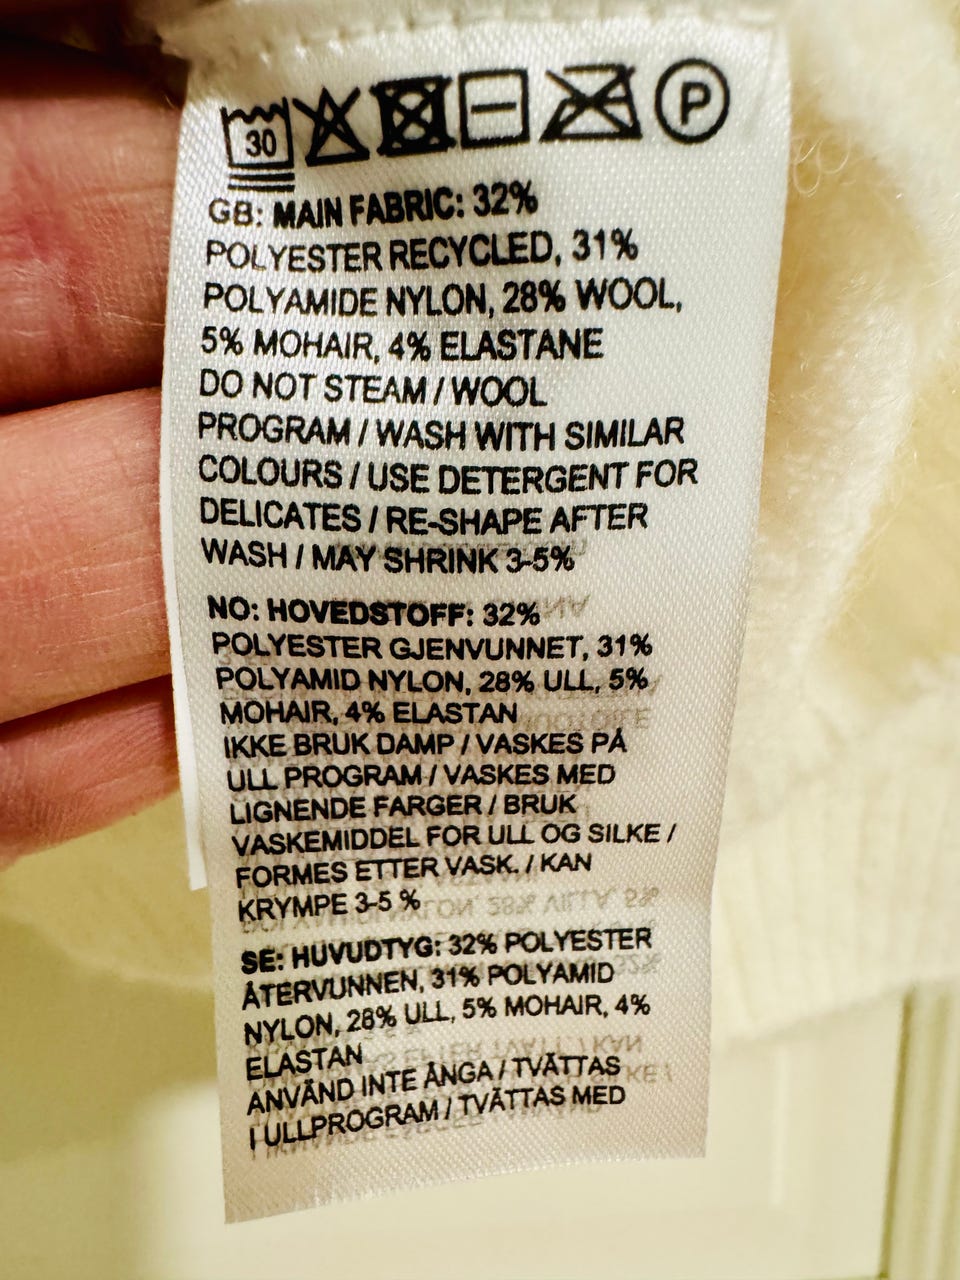 30 P
GB: MAIN FABRIC: 32%
POLYESTER RECYCLED, 31%
POLYAMIDE NYLON, 28% WOOL,
5% MOHAIR, 4% ELASTANE
DO NOT STEAM / WOOL
PROGRAM / WASH WITH SIMILAR
COLOURS / USE DETERGENT FOR
DELICATES / RE-SHAPE AFTER
WASH / MAY SHRINK 3-5%
NO: HOVEDSTOFF: 32%
POLYESTER GJENVUNNET, 31%
POLYAMID NYLON, 28% ULL, 5%
MOHAIR, 4% ELASTAN
IKKE BRUK DAMP / VASKES PÅ
ULL PROGRAM / VASKES MED
LIGNENDE FARGER / BRUK
VASKEMIDDEL FOR ULL OG SILKE /
FORMES ETTER VASK. / KAN
KRYMPE 3-5 %
SE: HUVUDTYG: 32% POLYESTER
ÅTERVUNNEN, 31% POLYAMID
NYLON, 28% ULL, 5% MOHAIR, 4%
ELASTAN
ANVÄND INTE ÅNGA / TVÄTTAS
I ULLPROGRAM / TVÄTTAS MED